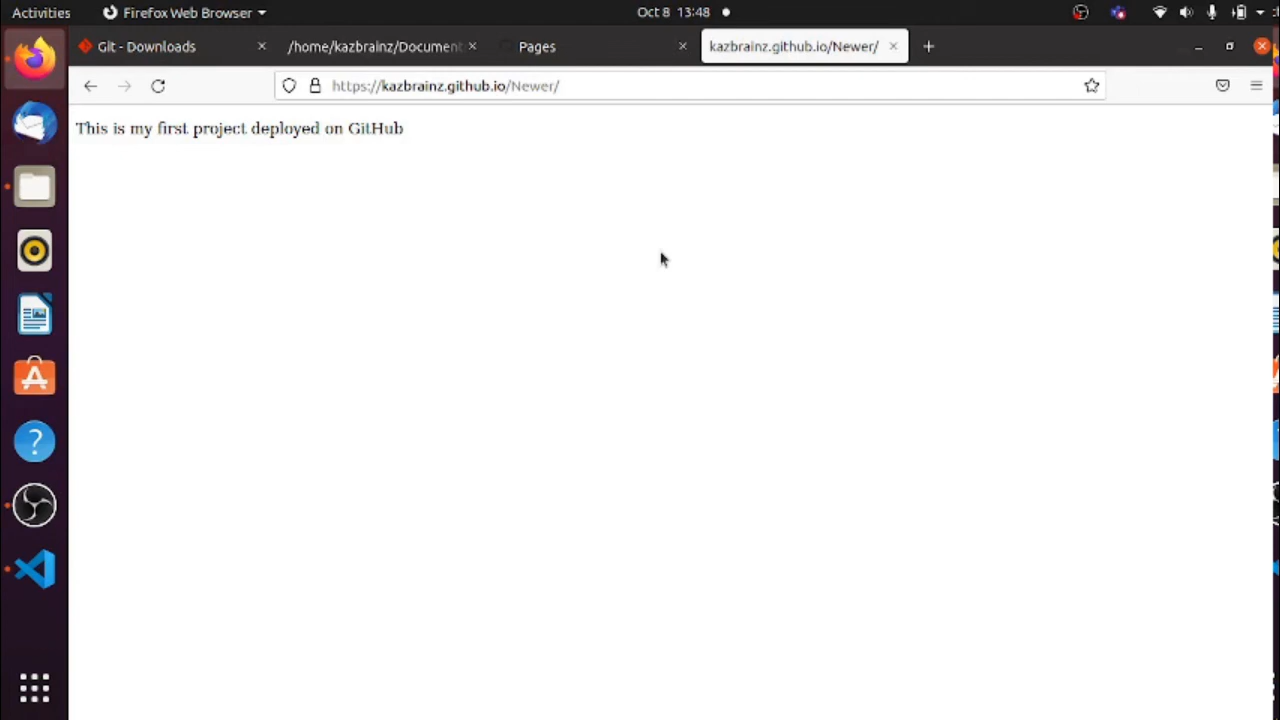 Activities
Firefox Web Browser
Oct 8 13:48
Git - Downloads
/home/kazbrainz/Document
Pages
kazbrainz.github.io/Newer/
https://kazbrainz.github.io/Newer/
This is my first project deployed on GitHub